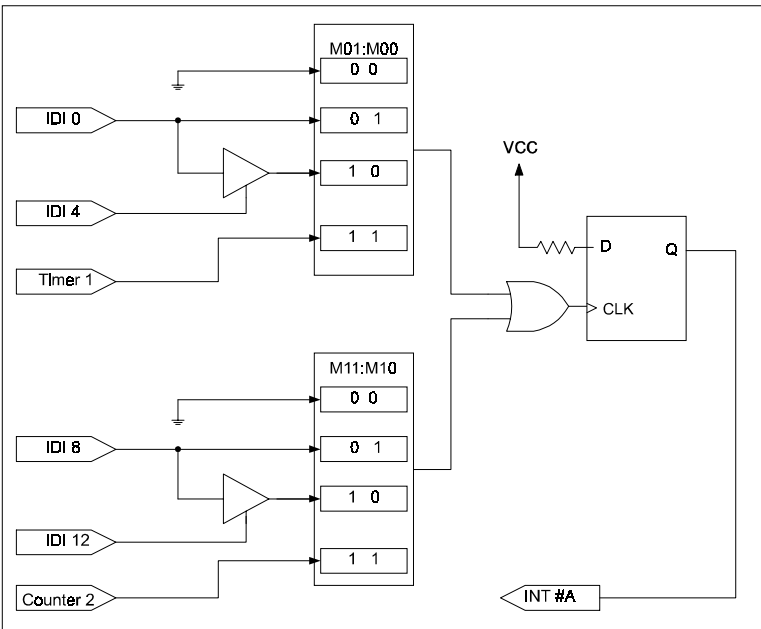 M01:M00
0 0
IDI 0
0 1
1 0
IDI 4
1 1
Timer 1
VCC
D
Q
CLK
M11:M10
0 0
IDI 8
0 1
1 0
IDI 12
1 1
Counter 2
INT #A